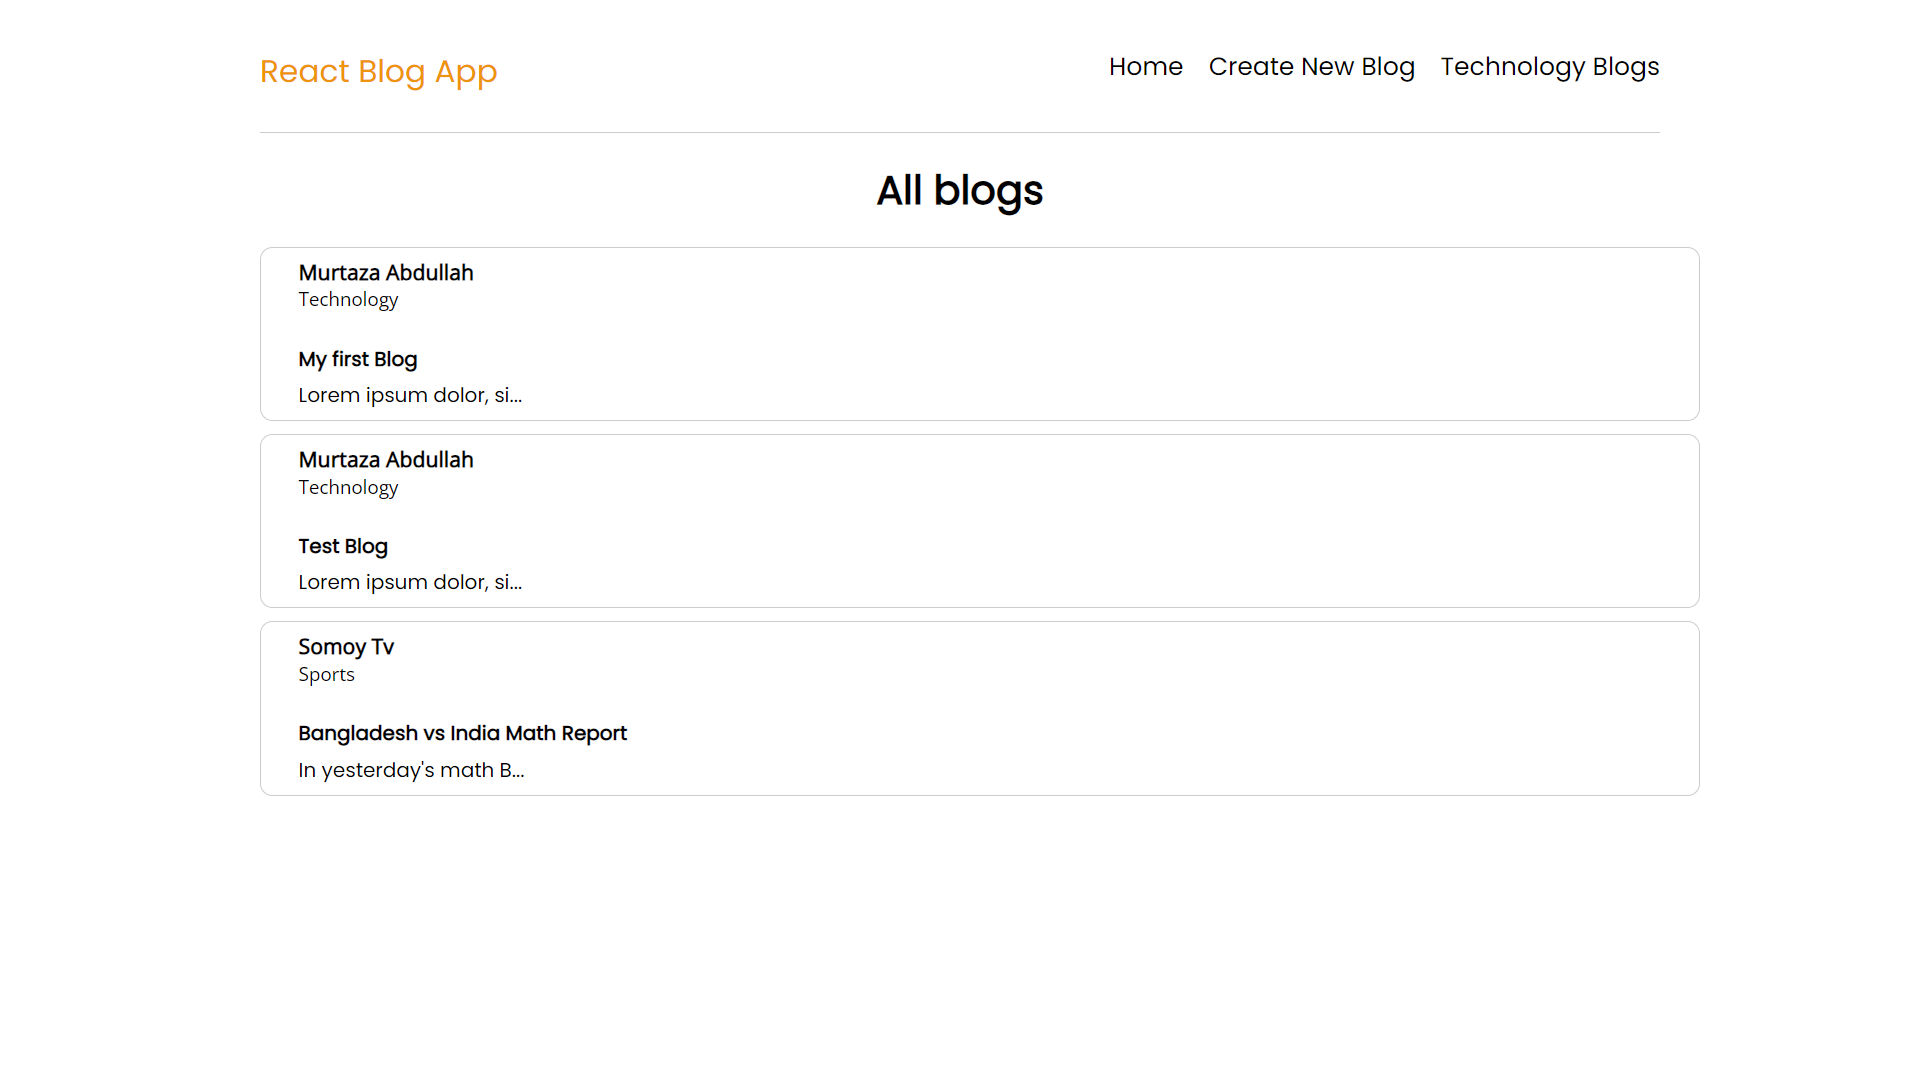 React Blog App
Home Create New Blog Technology Blogs
All blogs
Murtaza Abdullah
Technology
My first Blog
Lorem ipsum dolor, si...
Murtaza Abdullah
Technology
Test Blog
Lorem ipsum dolor, si...
Somoy Tv
Sports
Bangladesh vs India Math Report
In yesterday's math B...